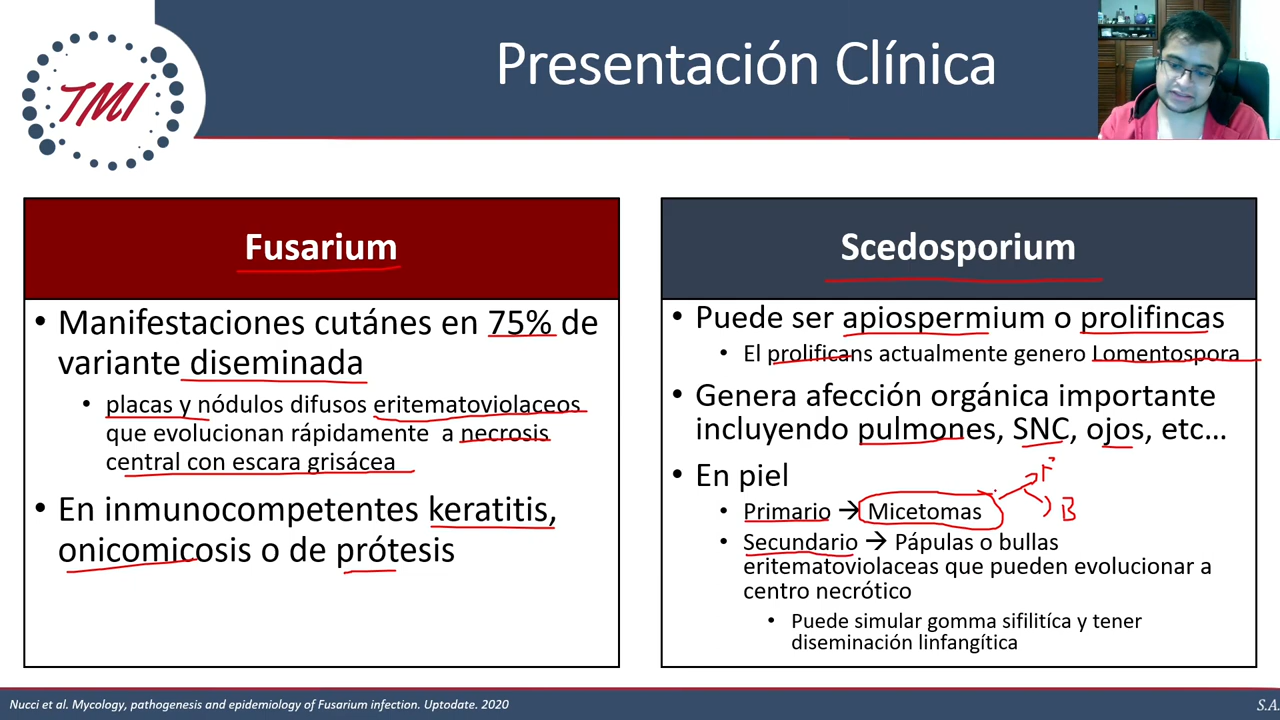 TMI
Presentación Clínica
Fusarium
• Manifestaciones cutánes en 75% de
variante diseminada
• placas y nódulos difusos eritematoviolaceos
que evolucionan rápidamente a necrosis
central con escara grisácea
• En inmunocompetentes keratitis,
onicomicosis o de prótesis
Scedosporium
• Puede ser apiospermium o prolifincas
• El prolificans actualmente genero Lomentospora
• Genera afección orgánica importante
incluyendo pulmones, SNC, ojos, etc...
• En piel
• Primario → Micetomas
B
• Secundario → Pápulas o bullas
eritematoviolaceas que pueden evolucionar a
centro necrótico
• Puede simular gomma sifilitíca y tener
diseminación linfangítica
Nucci et al. Mycology, pathogenesis and epidemiology of Fusarium infection. Uptodate. 2020
S.A.